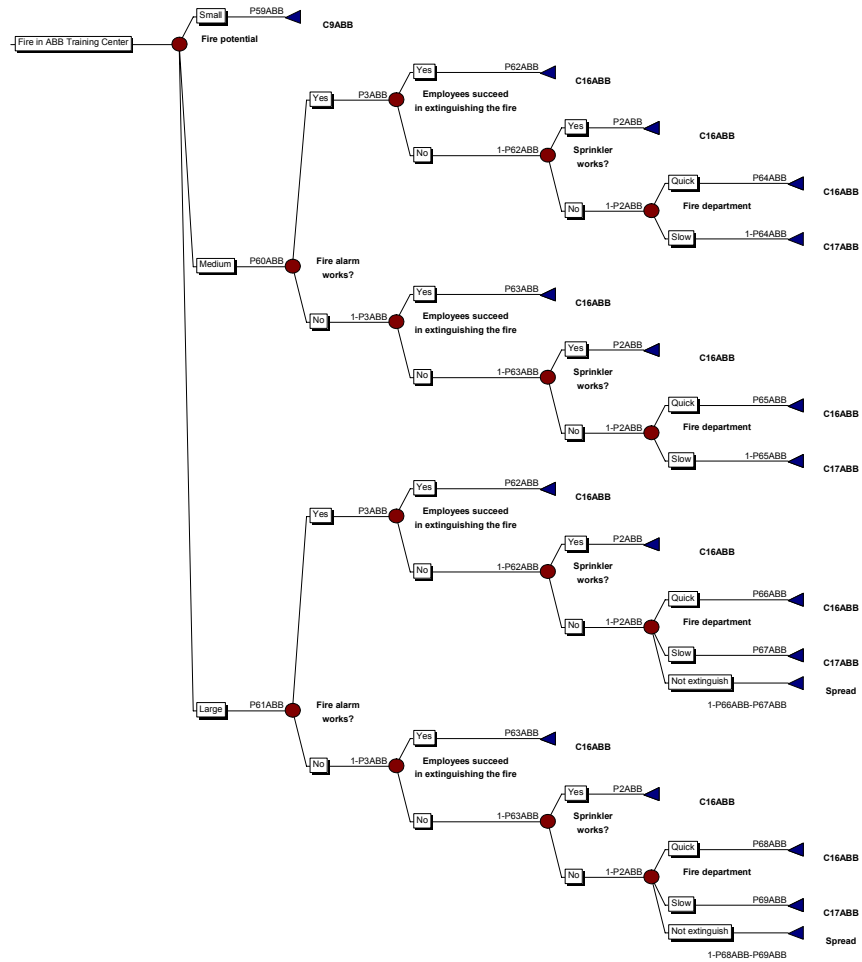 Small
P59ABB
C9ABB
Fire in ABB Training Center
Fire potential
Yes
P62ABB
C16ABB
Yes
P3ABB
Employees succeed
in extinguishing the fire
Yes
P2ABB
C16ABB
No
1-P62ABB
Sprinkler
works?
Quick
P64ABB
C16ABB
No
1-P2ABB
Fire department
Slow
1-P64ABB
C17ABB
Medium
P60ABB
Fire alarm
works?
Yes
P63ABB
C16ABB
No
1-P3ABB
Employees succeed
in extinguishing the fire
Yes
P2ABB
C16ABB
No
1-P63ABB
Sprinkler
works?
Quick
P65ABB
C16ABB
No
1-P2ABB
Fire department
Slow
1-P65ABB
C17ABB
Yes
P62ABB
C16ABB
Yes
P3ABB
Employees succeed
in extinguishing the fire
Yes
P2ABB
C16ABB
No
1-P62ABB
Sprinkler
works?
Quick
P66ABB
C16ABB
No
1-P2ABB
Fire department
Slow
P67ABB
C17ABB
Not extinguish
Spread
1-P66ABB-P67ABB
Large
P61ABB
Fire alarm
works?
Yes
P63ABB
C16ABB
No
1-P3ABB
Employees succeed
in extinguishing the fire
Yes
P2ABB
C16ABB
No
1-P63ABB
Sprinkler
works?
Quick
P68ABB
C16ABB
No
1-P2ABB
Fire department
Slow
P69ABB
C17ABB
Not extinguish
Spread
1-P68ABB-P69ABB